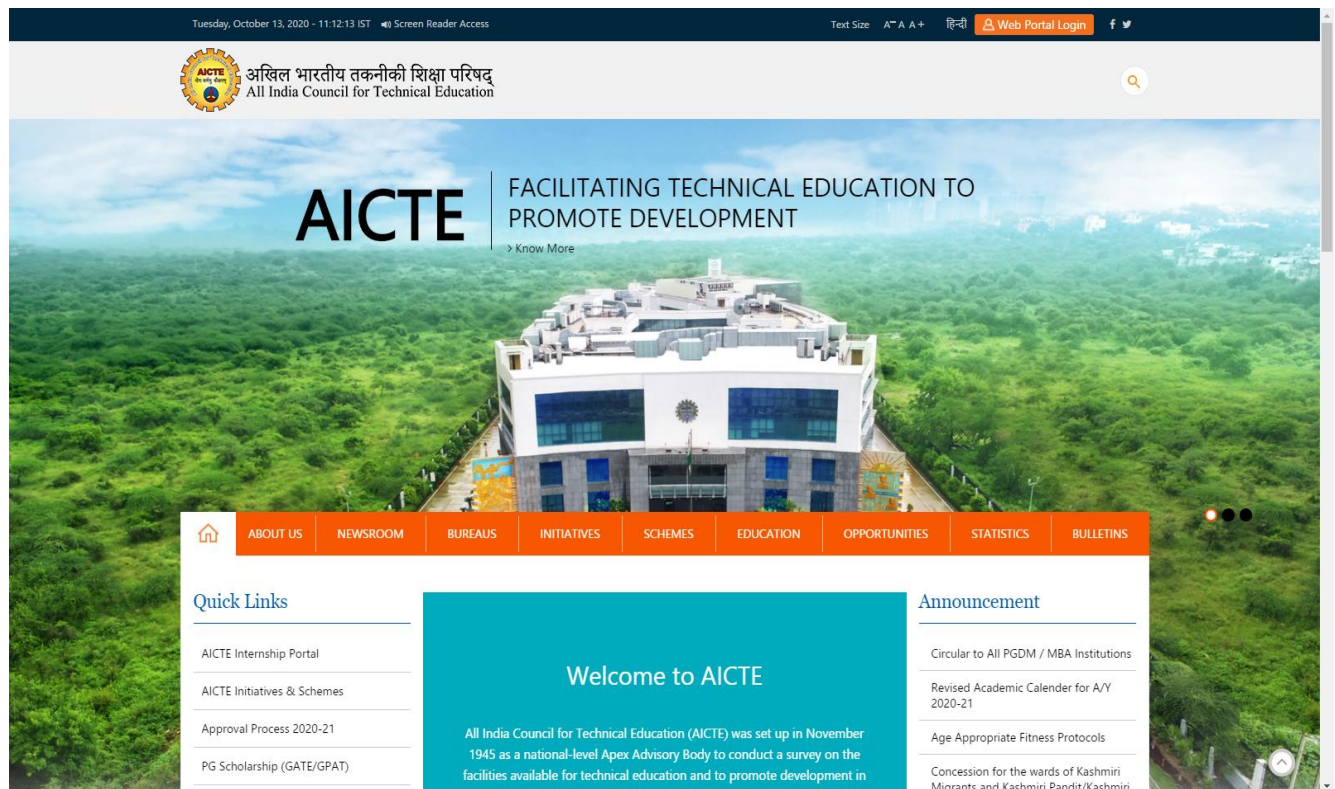 Tuesday, October 13, 2020 - 11:12:13 IST Screen Reader Access
Text Size A- A A+ हिन्दी Web Portal Login
AICTE
अखिल भारतीय तकनीकी शिक्षा परिषद्
All India Council for Technical Education
AICTE
FACILITATING TECHNICAL EDUCATION TO
PROMOTE DEVELOPMENT
> Know More
ABOUT US NEWSROOM BUREAUS INITIATIVES SCHEMES EDUCATION OPPORTUNITIES STATISTICS BULLETINS
Quick Links
AICTE Internship Portal
AICTE Initiatives & Schemes
Approval Process 2020-21
PG Scholarship (GATE/GPAT)
Welcome to AICTE
All India Council for Technical Education (AICTE) was set up in November
1945 as a national-level Apex Advisory Body to conduct a survey on the
facilities available for technical education and to promote development in
Announcement
Circular to All PGDM / MBA Institutions
Revised Academic Calender for A/Y
2020-21
Age Appropriate Fitness Protocols
Concession for the wards of Kashmiri
Migrants and Kashmiri Pandit/Kashmiri